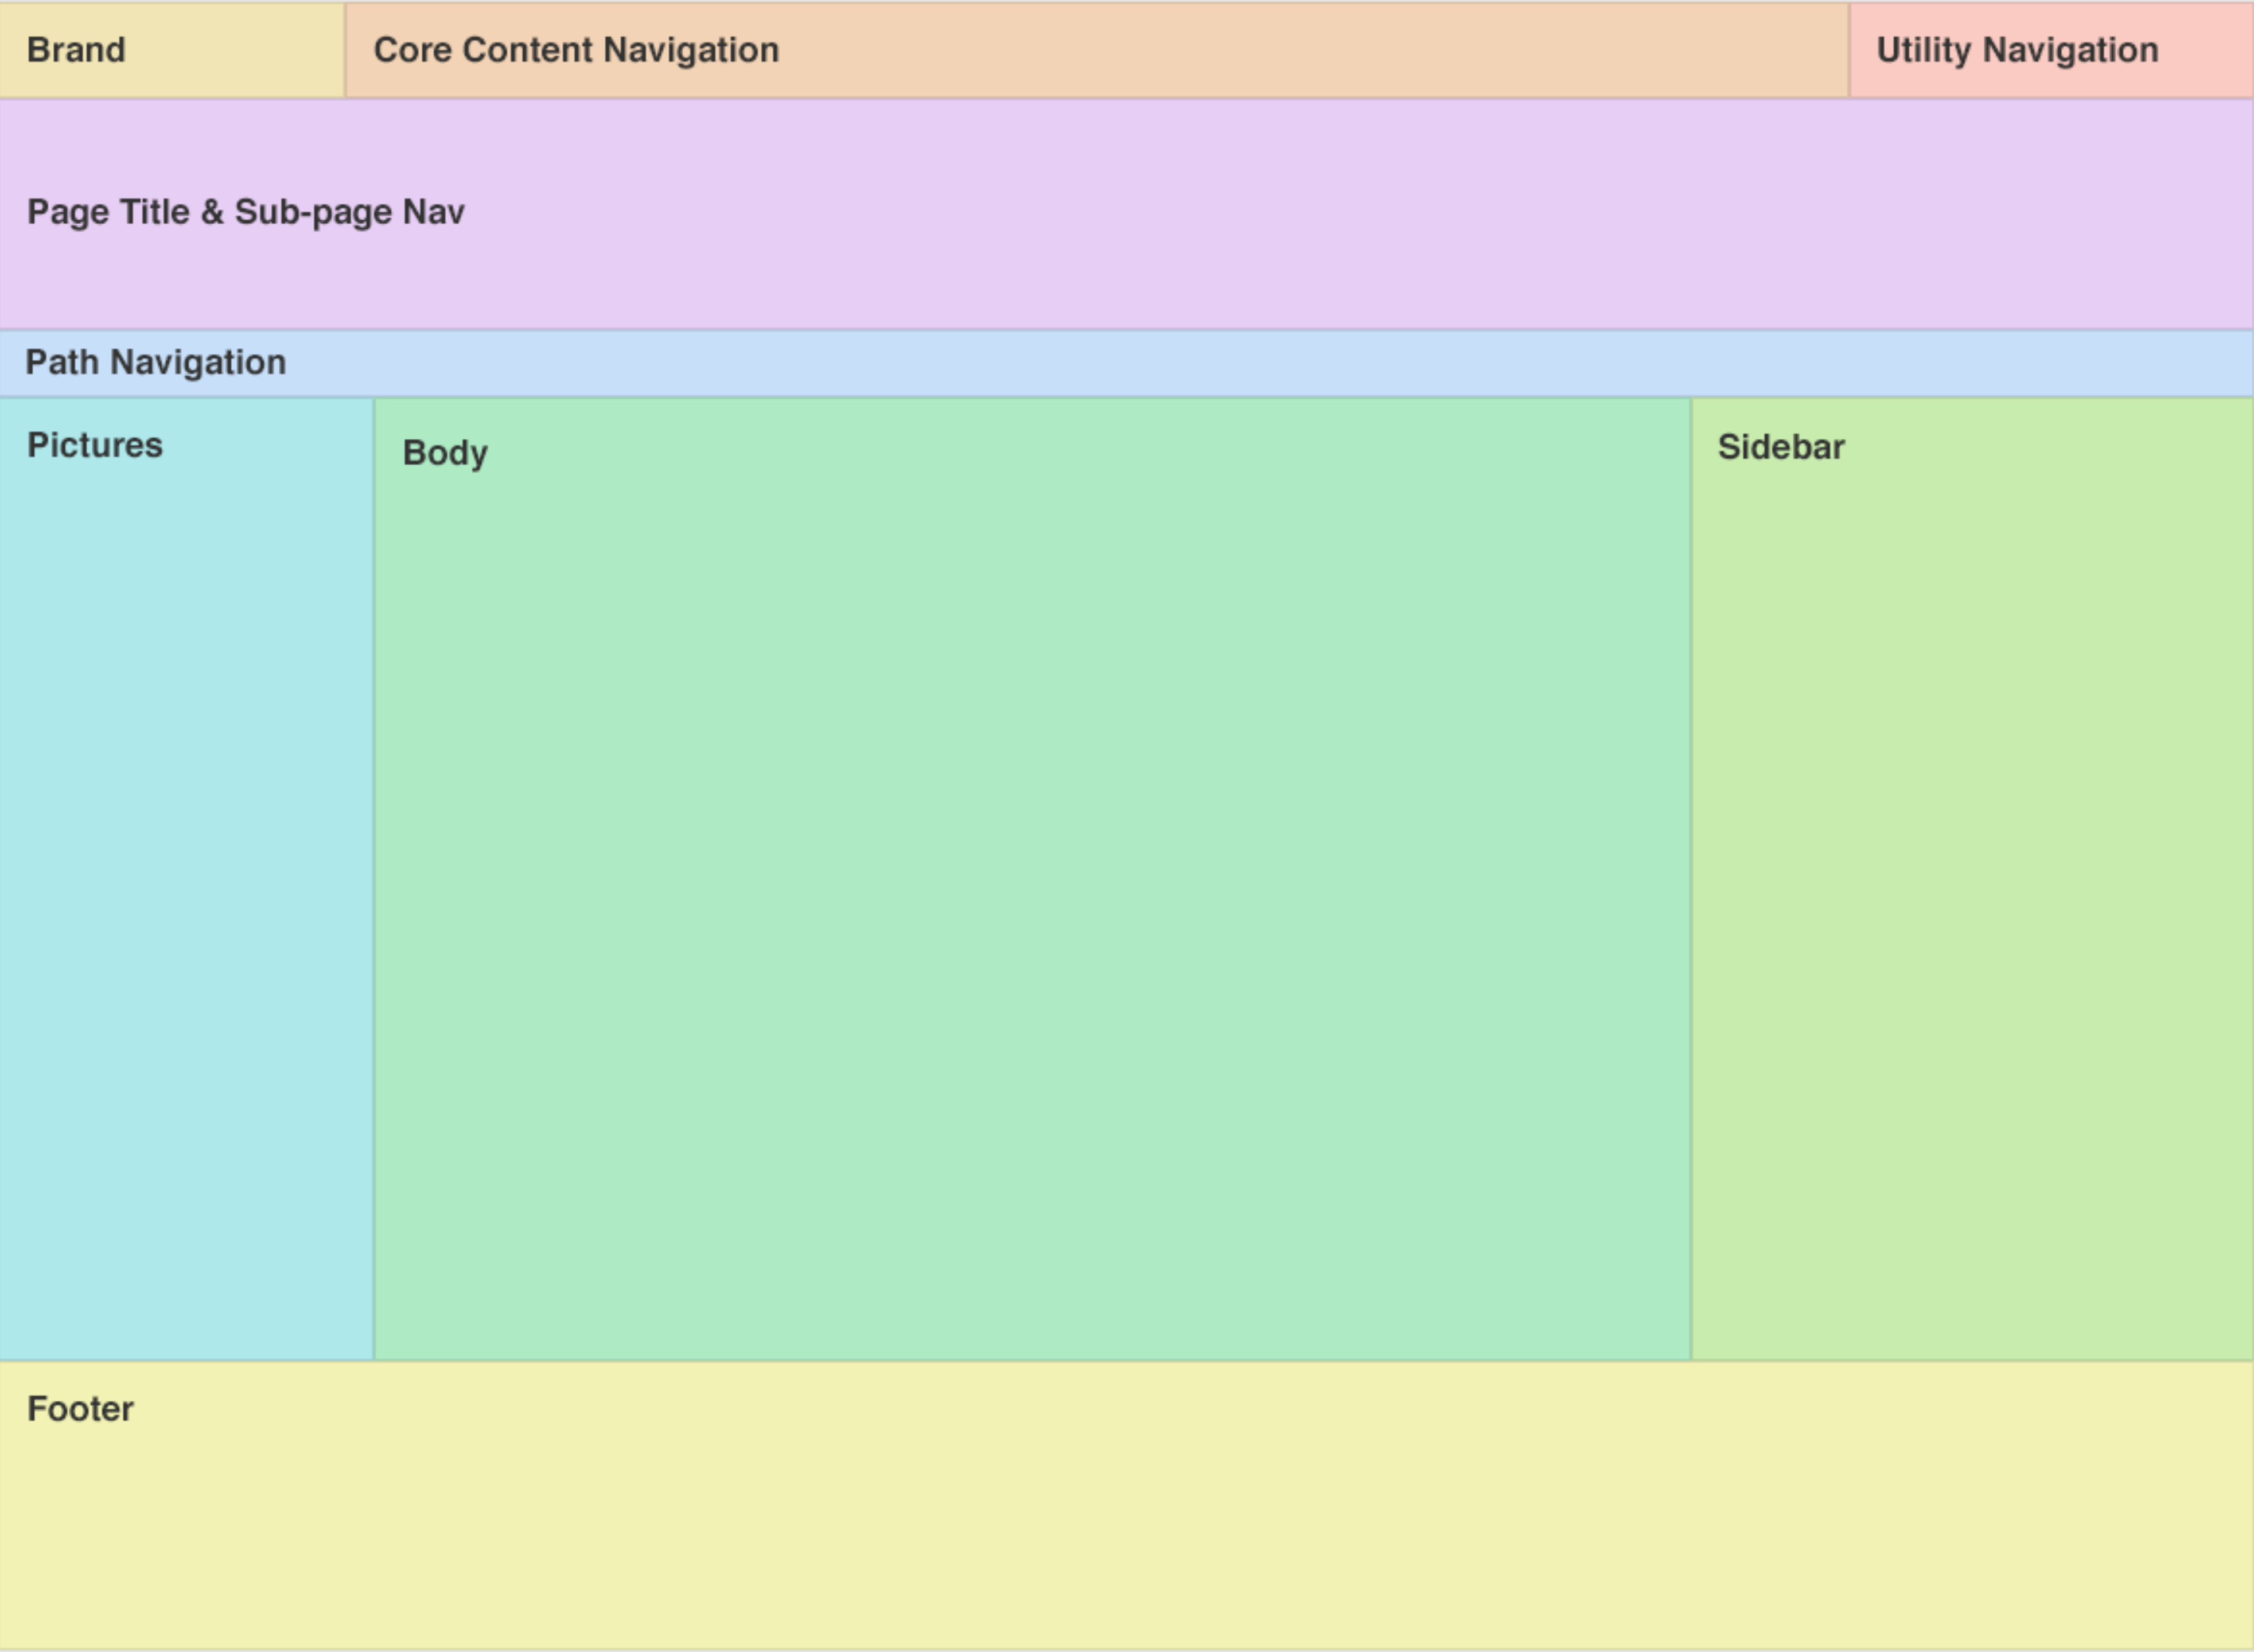 Brand
Core Content Navigation
Utility Navigation
Page Title & Sub-page Nav
Path Navigation
Pictures
Body
Sidebar
Footer